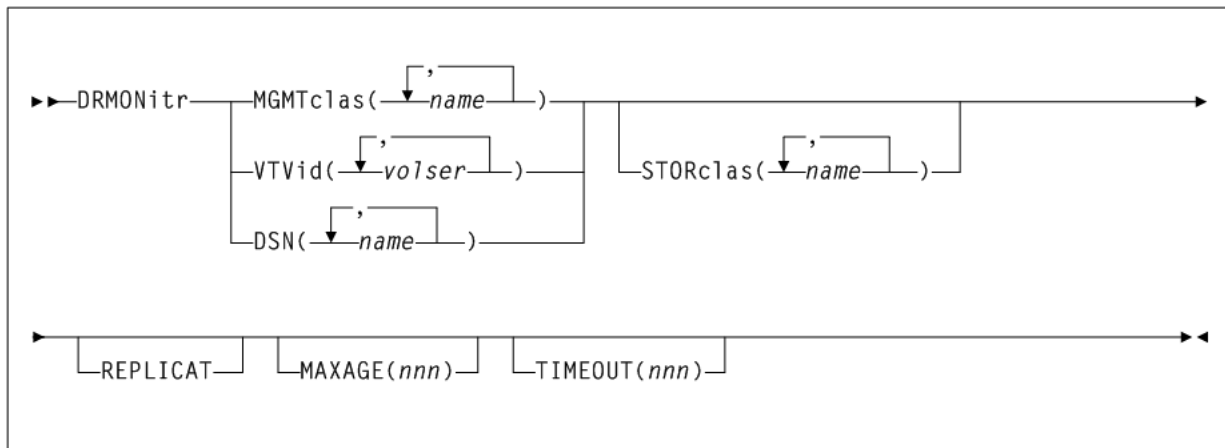 ,
DRMONitr MGMTclas( name )
, ,
VTVid( volser ) STORclas( name )
,
DSN( name )
REPLICAT MAXAGE(nnn) TIMEOUT(nnn)